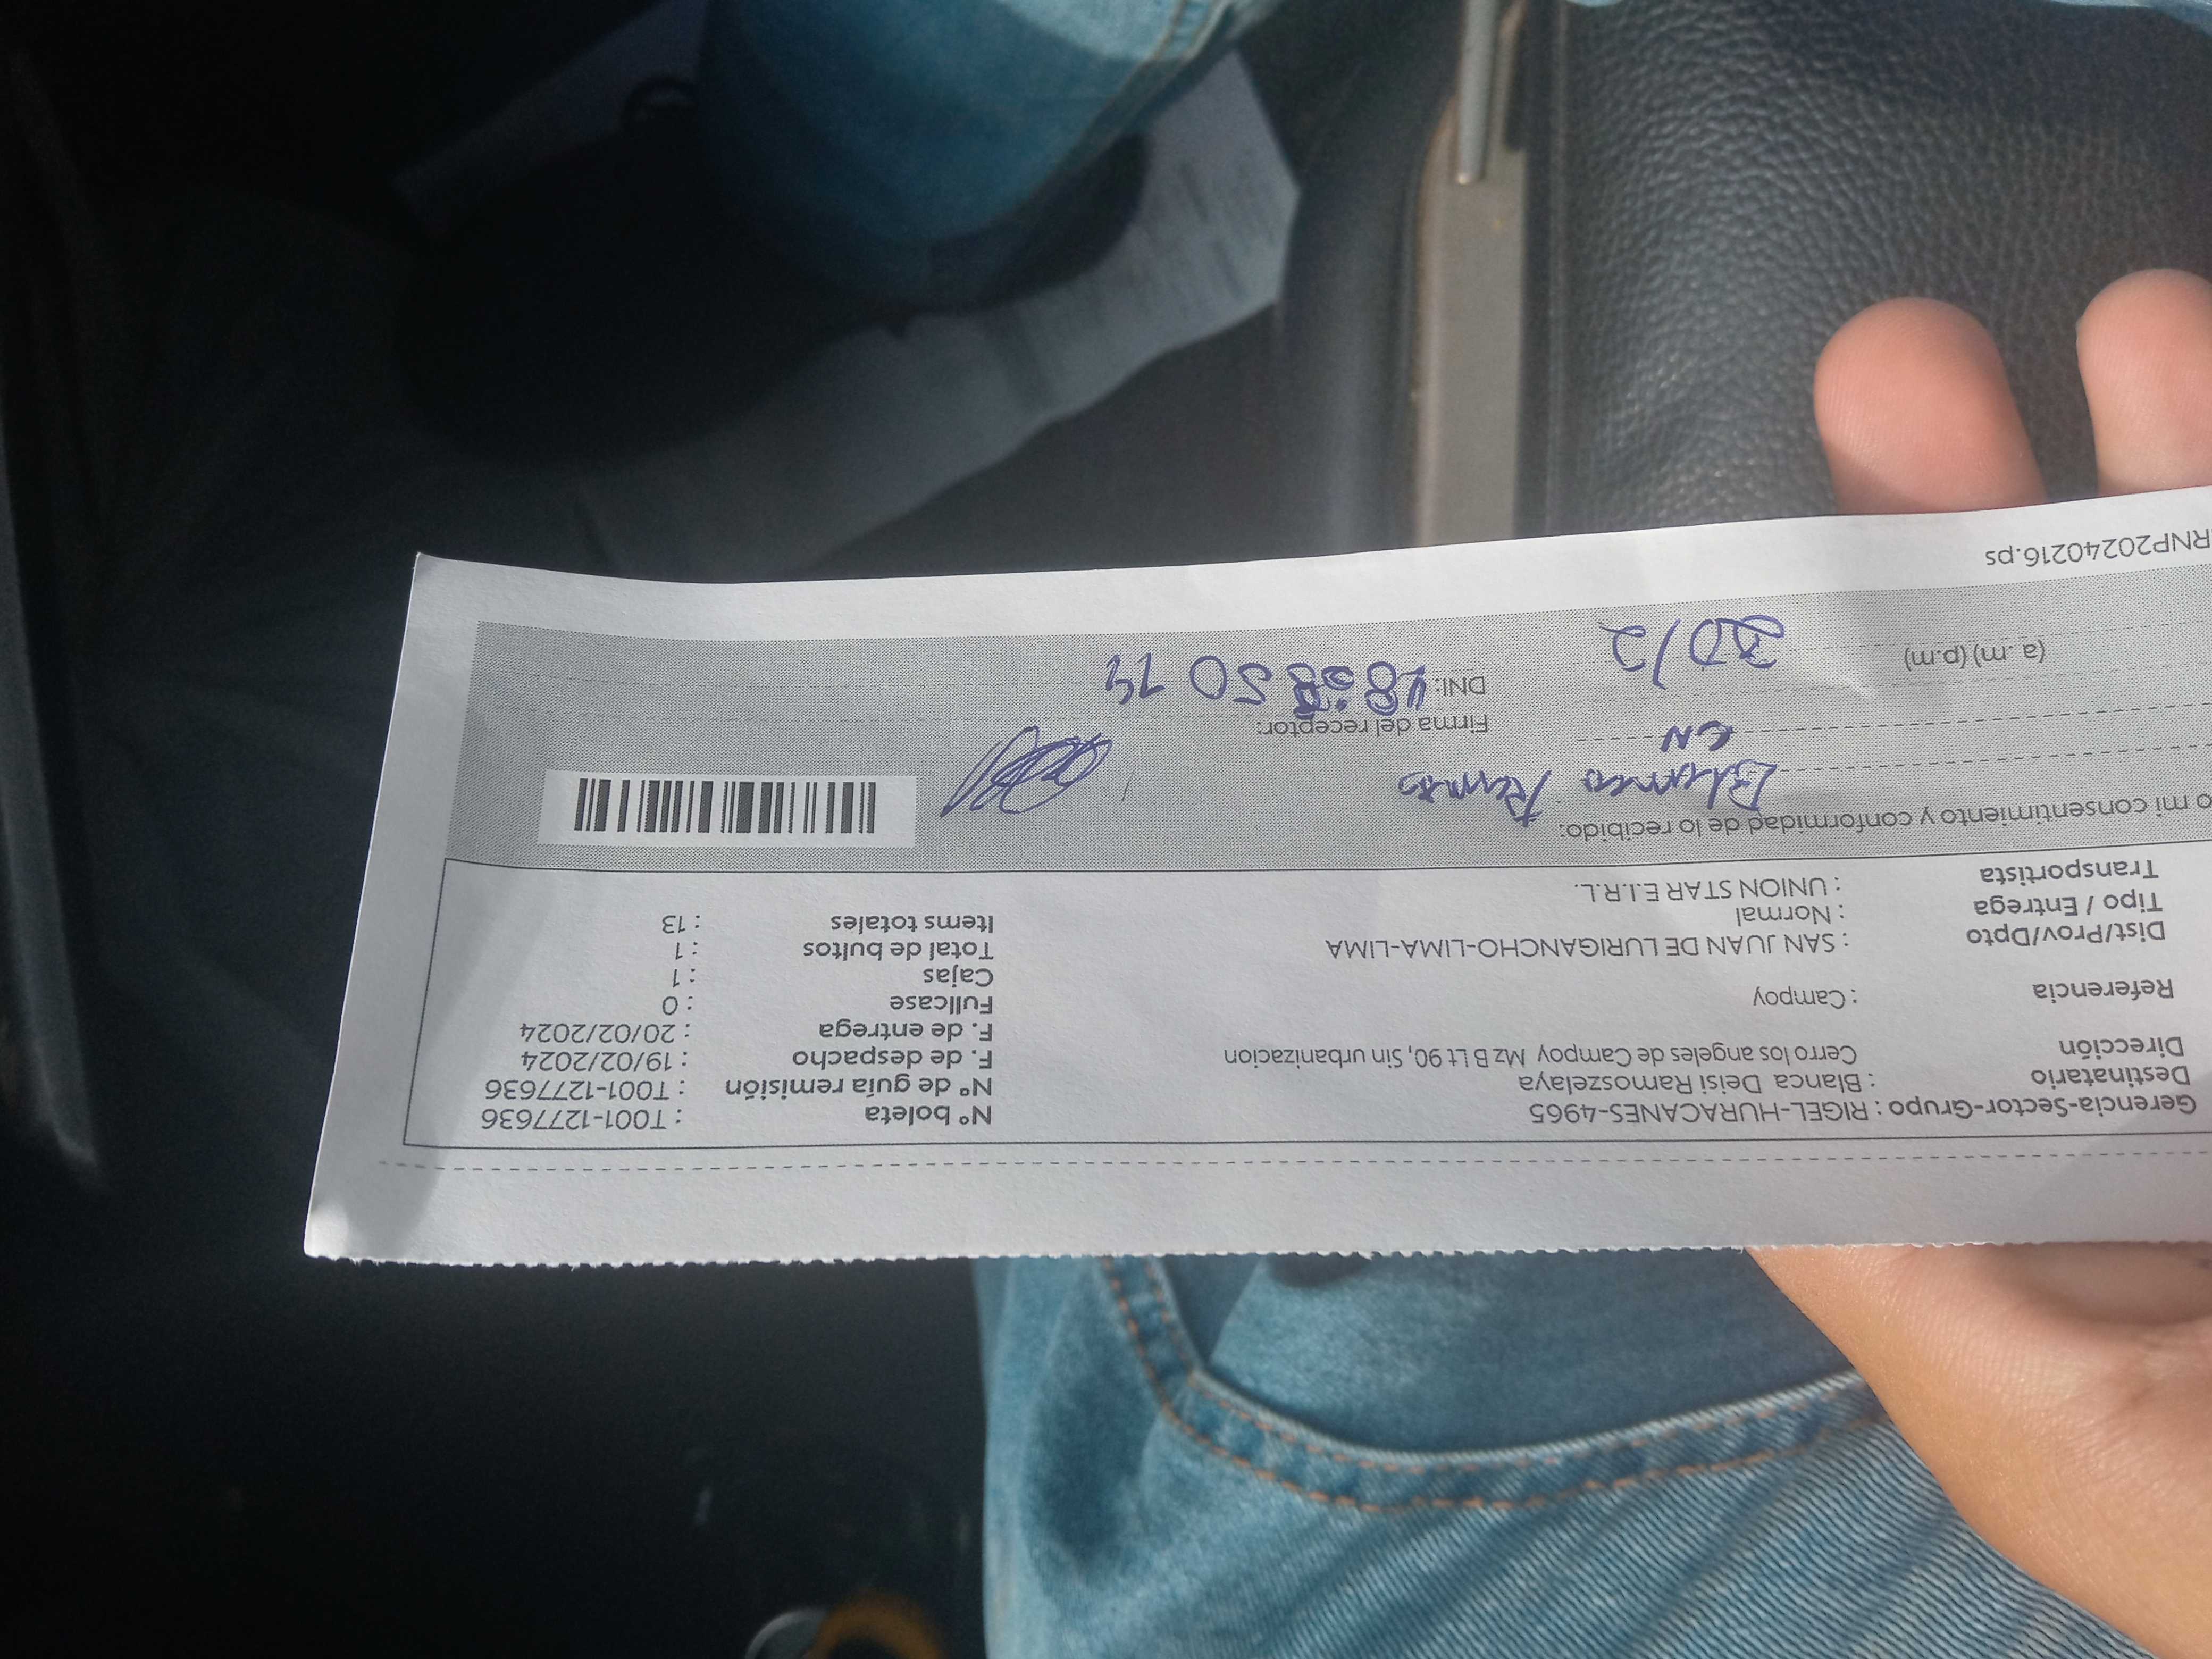 Gerencia-Sector-Grupo : RIGEL-HURACANES-4965
Destinatario : Blanca Deisi Ramoszelaya
Dirección Cerro los angeles de Campoy Mz B Lt 90, Sin urbanizacion
Referencia : Campoy
Dist/Prov/Dpto : SAN JUAN DE LURIGANCHO-LIMA-LIMA
Tipo / Entrega : Normal
Transportista : UNION STAR E.I.R.L.
N° boleta : T001-1277636
N° de guía remisión : T001-1277636
F. de despacho : 19/02/2024
F. de entrega : 20/02/2024
Fullcase : 0
Cajas : 1
Total de bultos : 1
Items totales : 13
o mi consentimiento y conformidad de lo recibido:
Blanca Ramos
Firma del receptor:
DNI:
(a. m) (p.m) 20/2
RNP20240216.ps